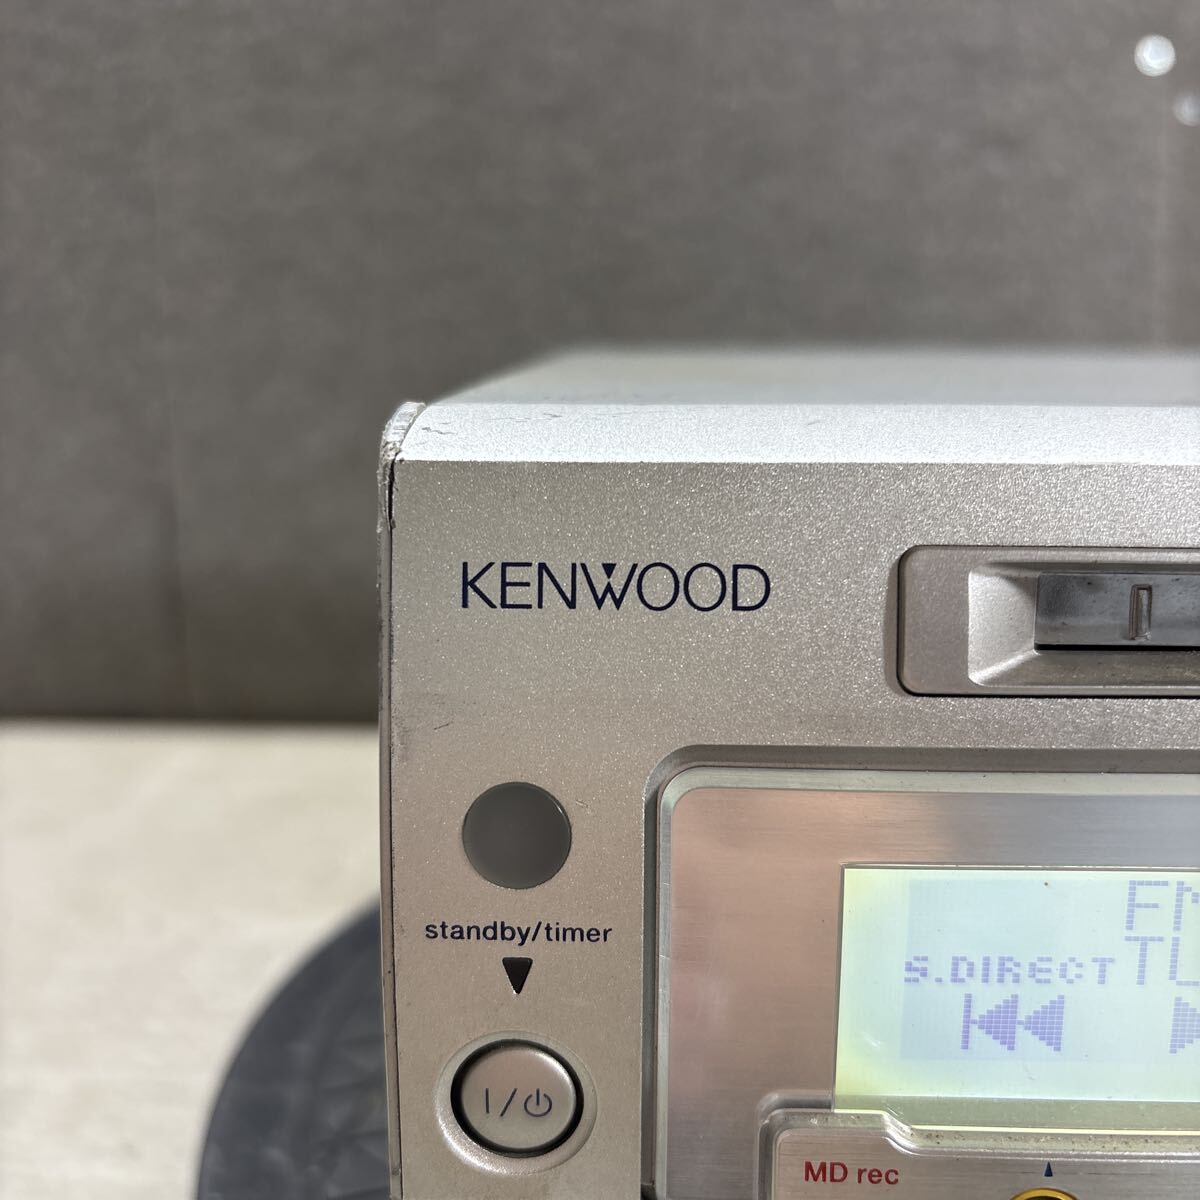 KENWOOD
standby/timer
S.DIRECT
MD rec